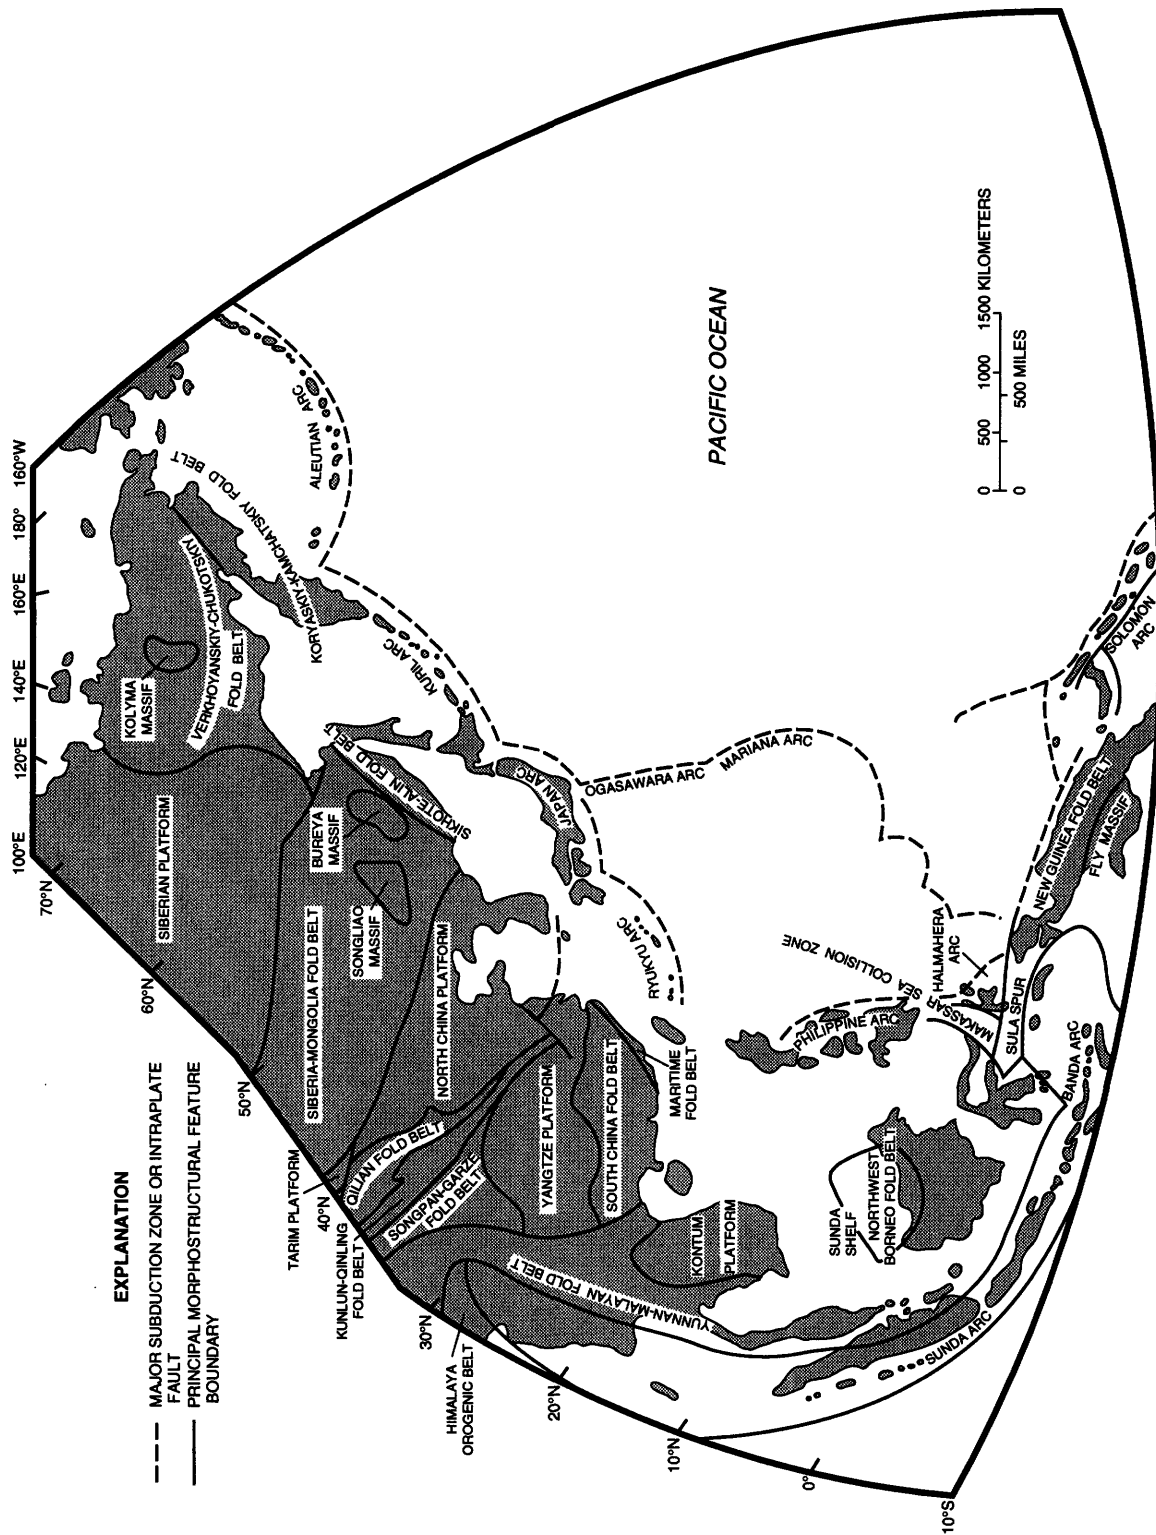 160°W
180°
160°E
140°E
120°E
100°E
70°N
60°N
50°N
40°N
30°N
20°N
10°N
0°
10°S
EXPLANATION
MAJOR SUBDUCTION ZONE OR INTRAPLATE
FAULT
PRINCIPAL MORPHOSTRUCTURAL FEATURE
BOUNDARY
SIBERIAN PLATFORM
KOLYMA
MASSIF
VERKHOYANSKIY-CHUKOTSKIY
FOLD BELT
KORYASKIY-KAMCHATSKIY FOLD BELT
ALEUTIAN ARC
KURIL ARC
SIBERIA-MONGOLIA FOLD BELT
BUREYA
MASSIF
SONGLIAO
MASSIF
SIKHOTE-ALIN FOLD BELT
JAPAN ARC
NORTH CHINA PLATFORM
TARIM PLATFORM
QILIAN FOLD BELT
KUNLUN-QINLING
FOLD BELT
SONGPAN-GARZE
FOLD BELT
YANGTZE PLATFORM
SOUTH CHINA FOLD BELT
MARITIME
FOLD BELT
RYUKYU ARC
OGASAWARA ARC
MARIANA ARC
PACIFIC OCEAN
HIMALAYA
OROGENIC BELT
YUNNAN-MALAYAN FOLD BELT
KONTUM
PLATFORM
PHILIPPINE ARC
MAKASSAR SEA COLLISION ZONE
HALMAHERA
ARC
SULA SPUR
SUNDA
SHELF
NORTHWEST
BORNEO FOLD BELT
SUNDA ARC
BANDA ARC
NEW GUINEA FOLD BELT
FLY MASSIF
SOLOMON
ARC
0 500 1000 1500 KILOMETERS
0 500 MILES